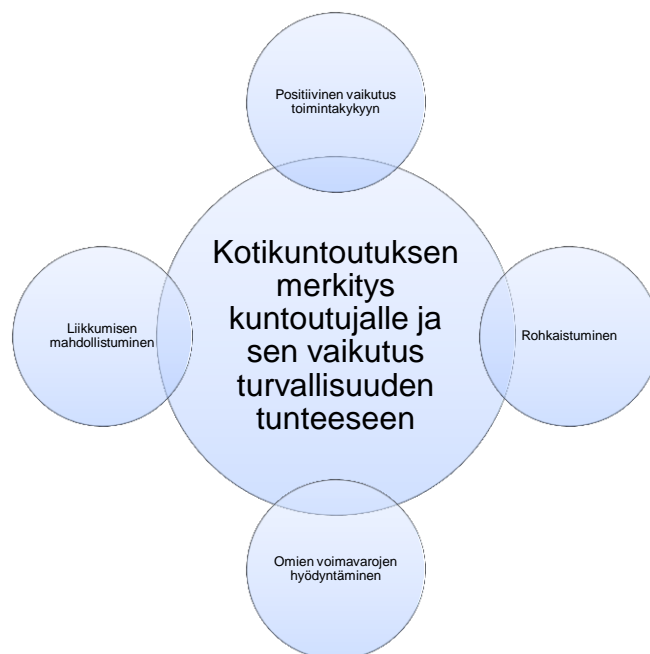 Positiivinen vaikutus
toimintakykyyn
Kotikuntoutuksen
merkitys
kuntoutujalle ja
sen vaikutus
turvallisuuden
tunteeseen
Liikkumisen
mahdollistuminen
Rohkaistuminen
Omien voimavarojen
hyödyntäminen